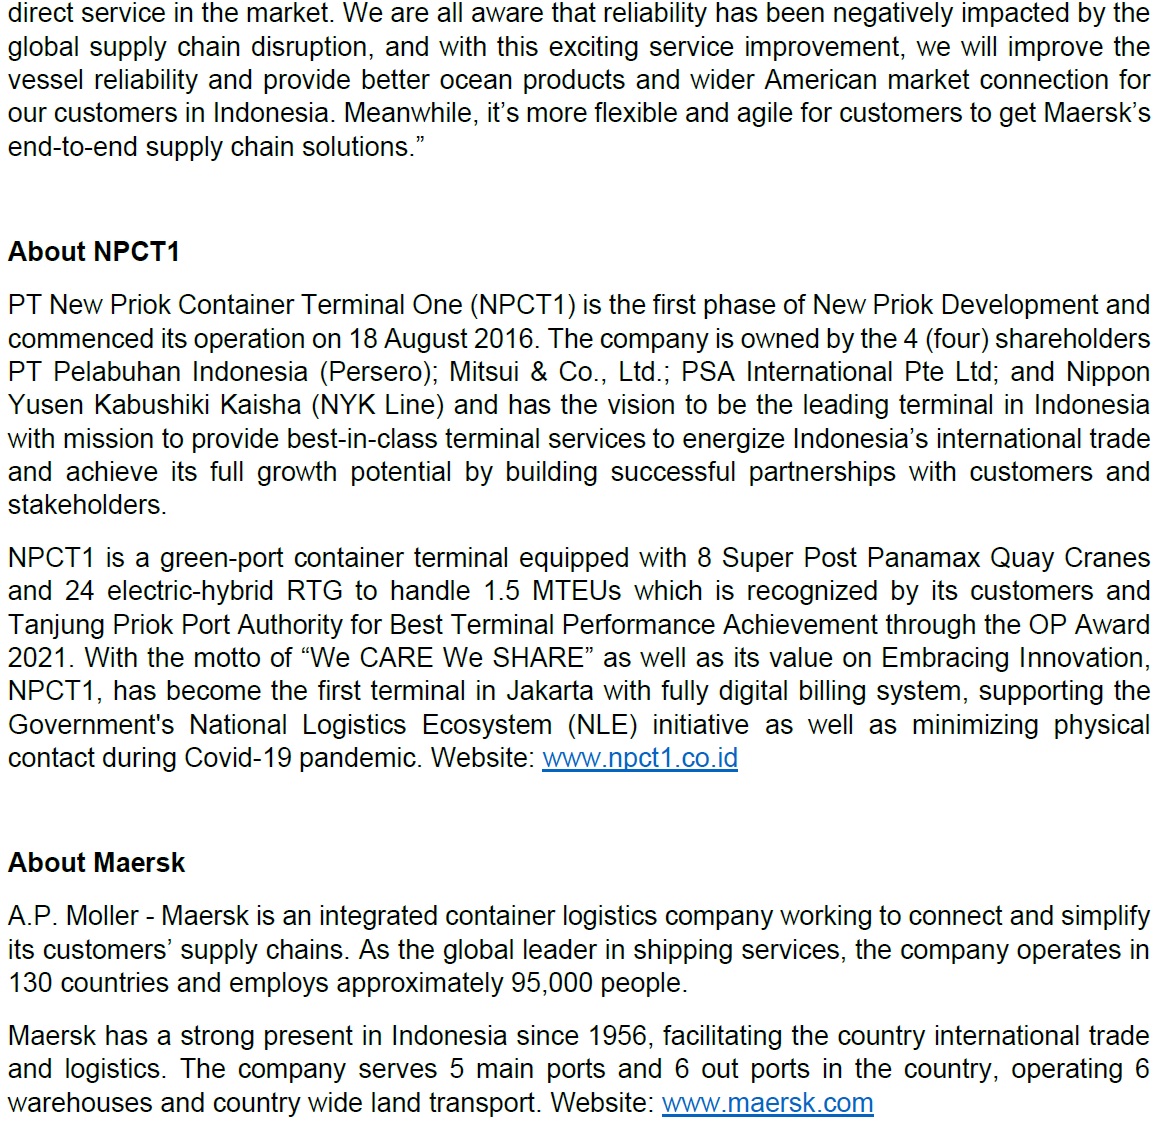 direct service in the market. We are all aware that reliability has been negatively impacted by the
global supply chain disruption, and with this exciting service improvement, we will improve the
vessel reliability and provide better ocean products and wider American market connection for
our customers in Indonesia. Meanwhile, it’s more flexible and agile for customers to get Maersk’s
end-to-end supply chain solutions.”
About NPCT1
PT New Priok Container Terminal One (NPCT1) is the first phase of New Priok Development and
commenced its operation on 18 August 2016. The company is owned by the 4 (four) shareholders
PT Pelabuhan Indonesia (Persero); Mitsui & Co., Ltd.; PSA International Pte Ltd; and Nippon
Yusen Kabushiki Kaisha (NYK Line) and has the vision to be the leading terminal in Indonesia
with mission to provide best-in-class terminal services to energize Indonesia’s international trade
and achieve its full growth potential by building successful partnerships with customers and
stakeholders.
NPCT1 is a green-port container terminal equipped with 8 Super Post Panamax Quay Cranes
and 24 electric-hybrid RTG to handle 1.5 MTEUs which is recognized by its customers and
Tanjung Priok Port Authority for Best Terminal Performance Achievement through the OP Award
2021. With the motto of “We CARE We SHARE” as well as its value on Embracing Innovation,
NPCT1, has become the first terminal in Jakarta with fully digital billing system, supporting the
Government's National Logistics Ecosystem (NLE) initiative as well as minimizing physical
contact during Covid-19 pandemic. Website: www.npct1.co.id
About Maersk
A.P. Moller - Maersk is an integrated container logistics company working to connect and simplify
its customers’ supply chains. As the global leader in shipping services, the company operates in
130 countries and employs approximately 95,000 people.
Maersk has a strong present in Indonesia since 1956, facilitating the country international trade
and logistics. The company serves 5 main ports and 6 out ports in the country, operating 6
warehouses and country wide land transport. Website: www.maersk.com